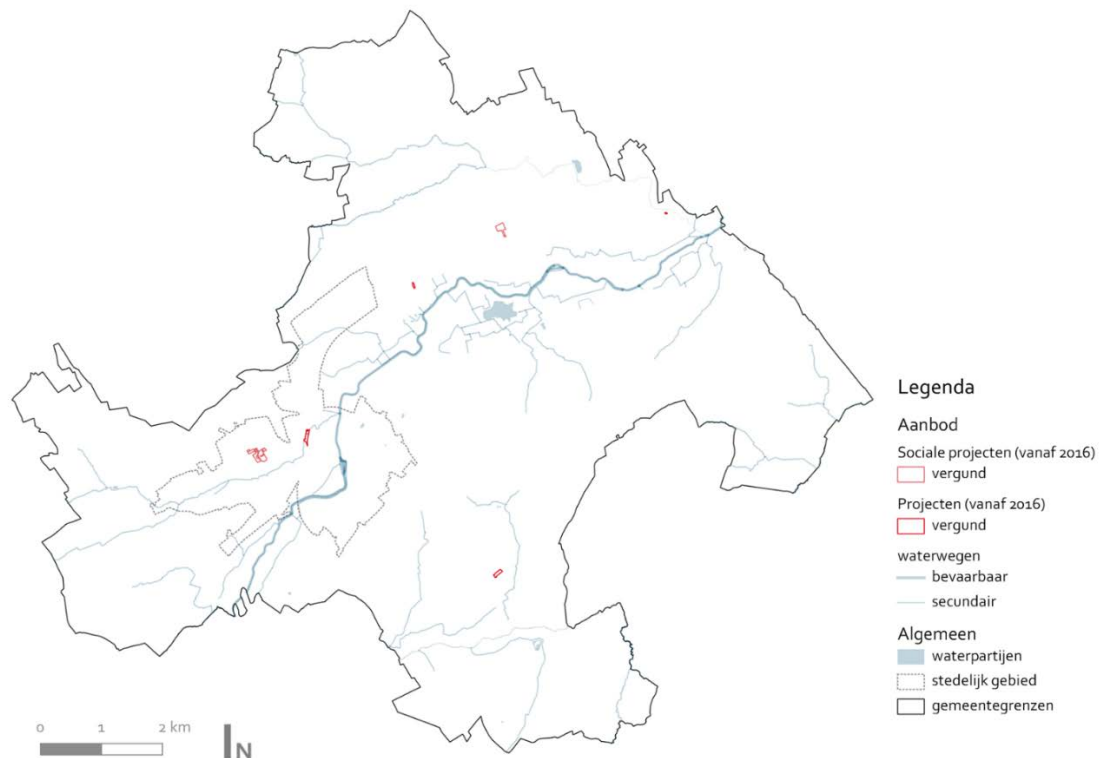 Legenda
Aanbod
Sociale projecten (vanaf 2016)
vergund
Projecten (vanaf 2016)
vergund
waterwegen
bevaarbaar
secundair
Algemeen
waterpartijen
stedelijk gebied
gemeentegrenzen
0 1 2 km
N